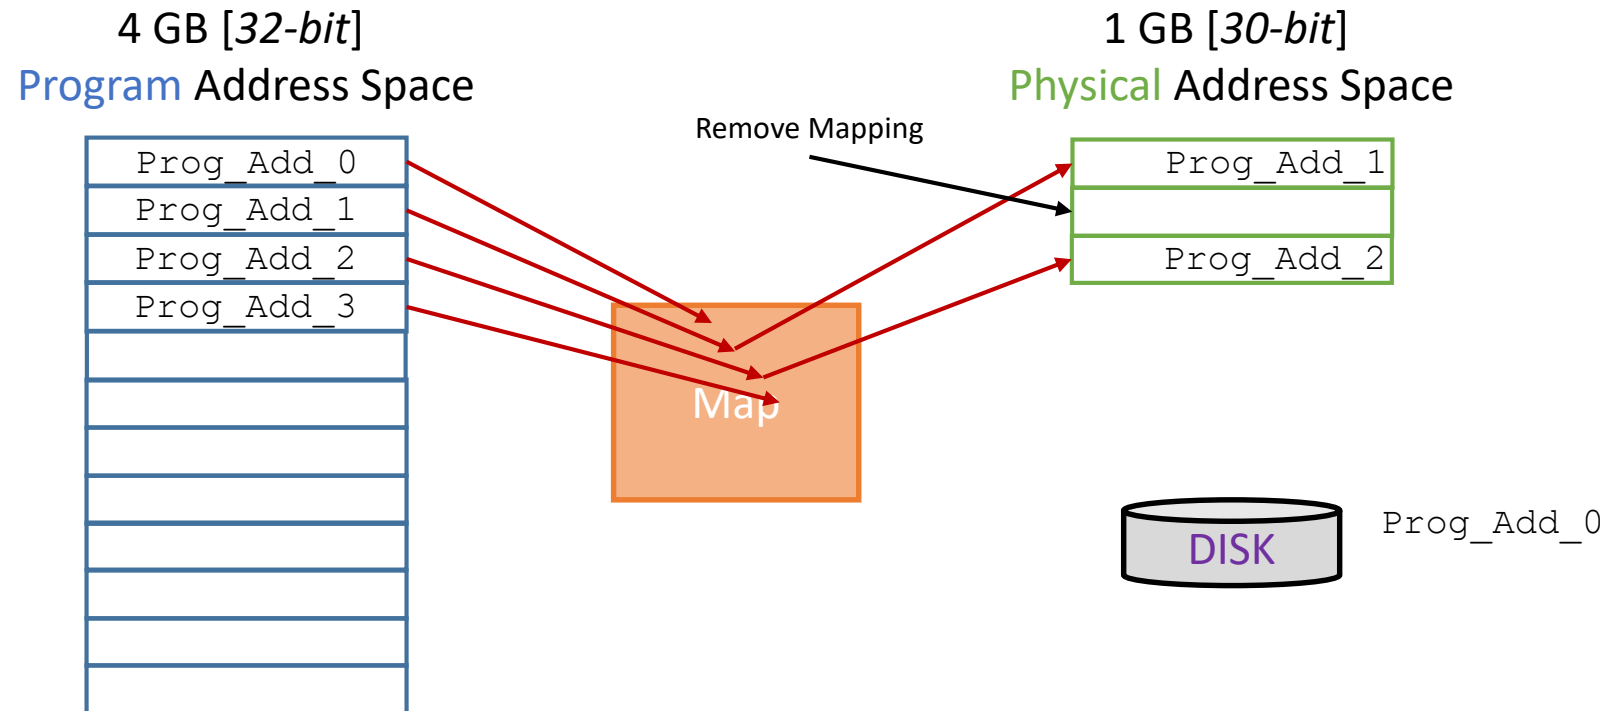 4 GB [32-bit]
Program Address Space
1 GB [30-bit]
Physical Address Space
Remove Mapping
Prog_Add_0
Prog_Add_1
Prog_Add_2
Prog_Add_3
Map
Prog_Add_1
Prog_Add_2
DISK
Prog_Add_0